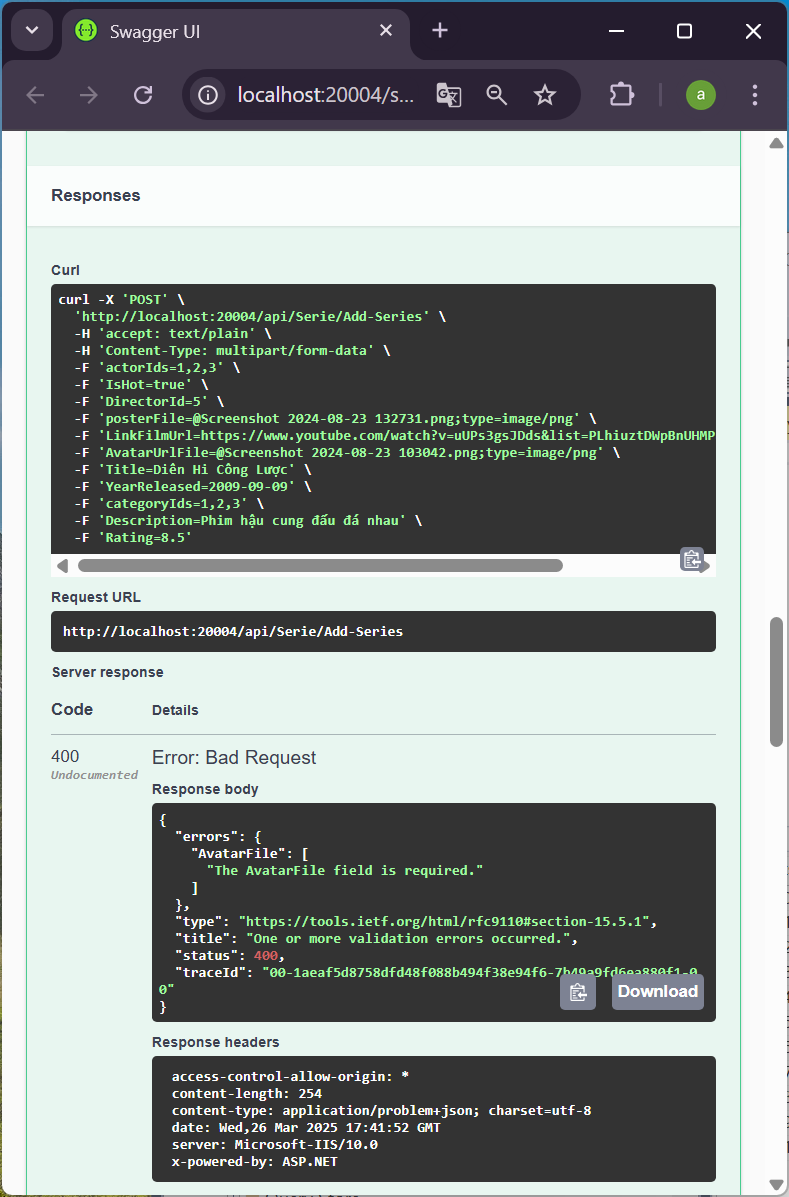 Swagger UI
localhost:20004/s...
a
Responses
Curl
curl -X 'POST' \
'http://localhost:20004/api/Serie/Add-Series' \
-H 'accept: text/plain' \
-H 'Content-Type: multipart/form-data' \
-F 'actorIds=1,2,3' \
-F 'IsHot=true' \
-F 'DirectorId=5' \
-F 'posterFile=@Screenshot 2024-08-23 132731.png;type=image/png' \
-F 'LinkFilmUrl=https://www.youtube.com/watch?v=uUPs3gsJDds&list=PLhiuztDWpBnUHMP
-F 'AvatarUrlFile=@Screenshot 2024-08-23 103042.png;type=image/png' \
-F 'Title=Diên Hi Công Lược' \
-F 'YearReleased=2009-09-09' \
-F 'categoryIds=1,2,3' \
-F 'Description=Phim hậu cung đấu đá nhau' \
-F 'Rating=8.5'
Request URL
http://localhost:20004/api/Serie/Add-Series
Server response
Code Details
400 Error: Bad Request
Undocumented
Response body
{
"errors": {
"AvatarFile": [
"The AvatarFile field is required."
]
},
"type": "https://tools.ietf.org/html/rfc9110#section-15.5.1",
"title": "One or more validation errors occurred.",
"status": 400,
"traceId": "00-1aeaf5d8758dfd48f088b494f38e94f6-7b49a9fd6ea880f1-0
0"
}
Download
Response headers
access-control-allow-origin: *
content-length: 254
content-type: application/problem+json; charset=utf-8
date: Wed,26 Mar 2025 17:41:52 GMT
server: Microsoft-IIS/10.0
x-powered-by: ASP.NET